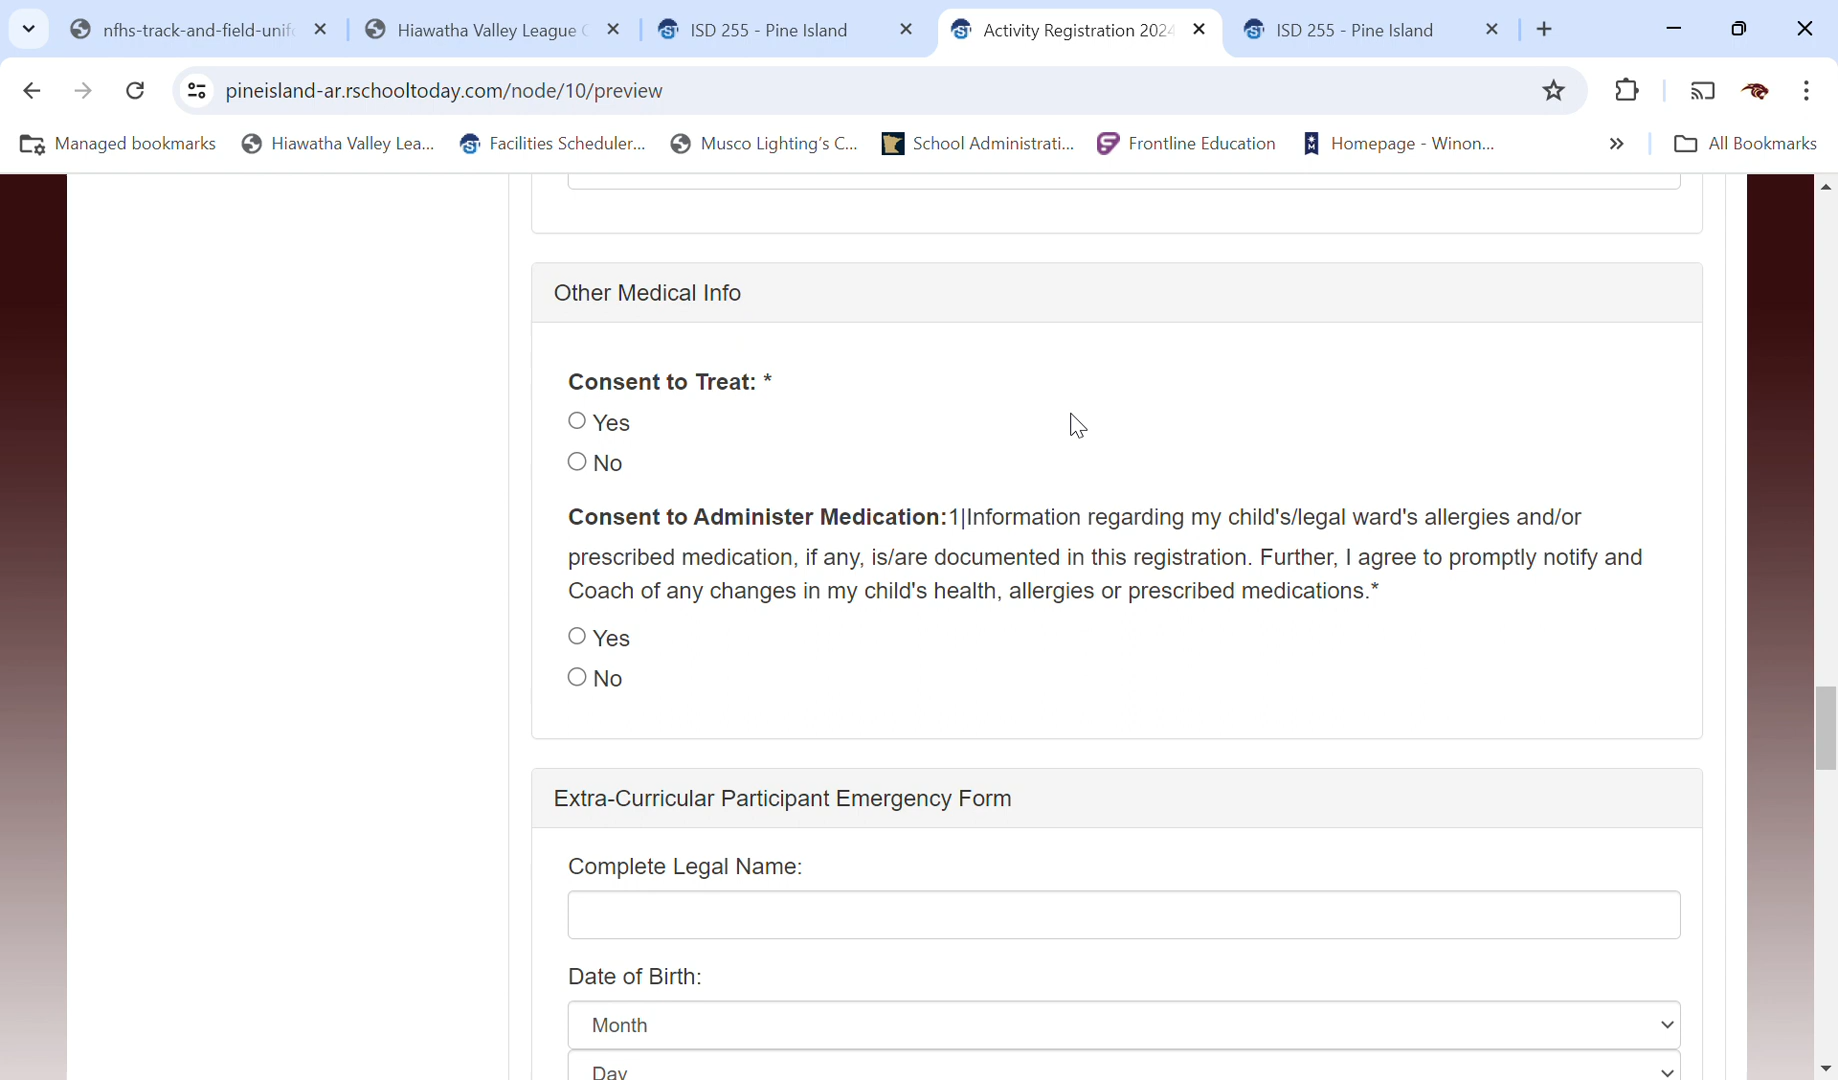 nfhs-track-and-field-unif
Hiawatha Valley League C
ISD 255 - Pine Island
Activity Registration 2024
ISD 255 - Pine Island
pineisland-ar.rschooltoday.com/node/10/preview
Managed bookmarks
Hiawatha Valley Lea...
Facilities Scheduler...
Musco Lighting's C...
School Administrati...
Frontline Education
Homepage - Winon...
All Bookmarks
Other Medical Info
Consent to Treat: *
Yes
No
Consent to Administer Medication:1|Information regarding my child's/legal ward's allergies and/or
prescribed medication, if any, is/are documented in this registration. Further, I agree to promptly notify and
Coach of any changes in my child's health, allergies or prescribed medications.*
Yes
No
Extra-Curricular Participant Emergency Form
Complete Legal Name:
Date of Birth:
Month
Day